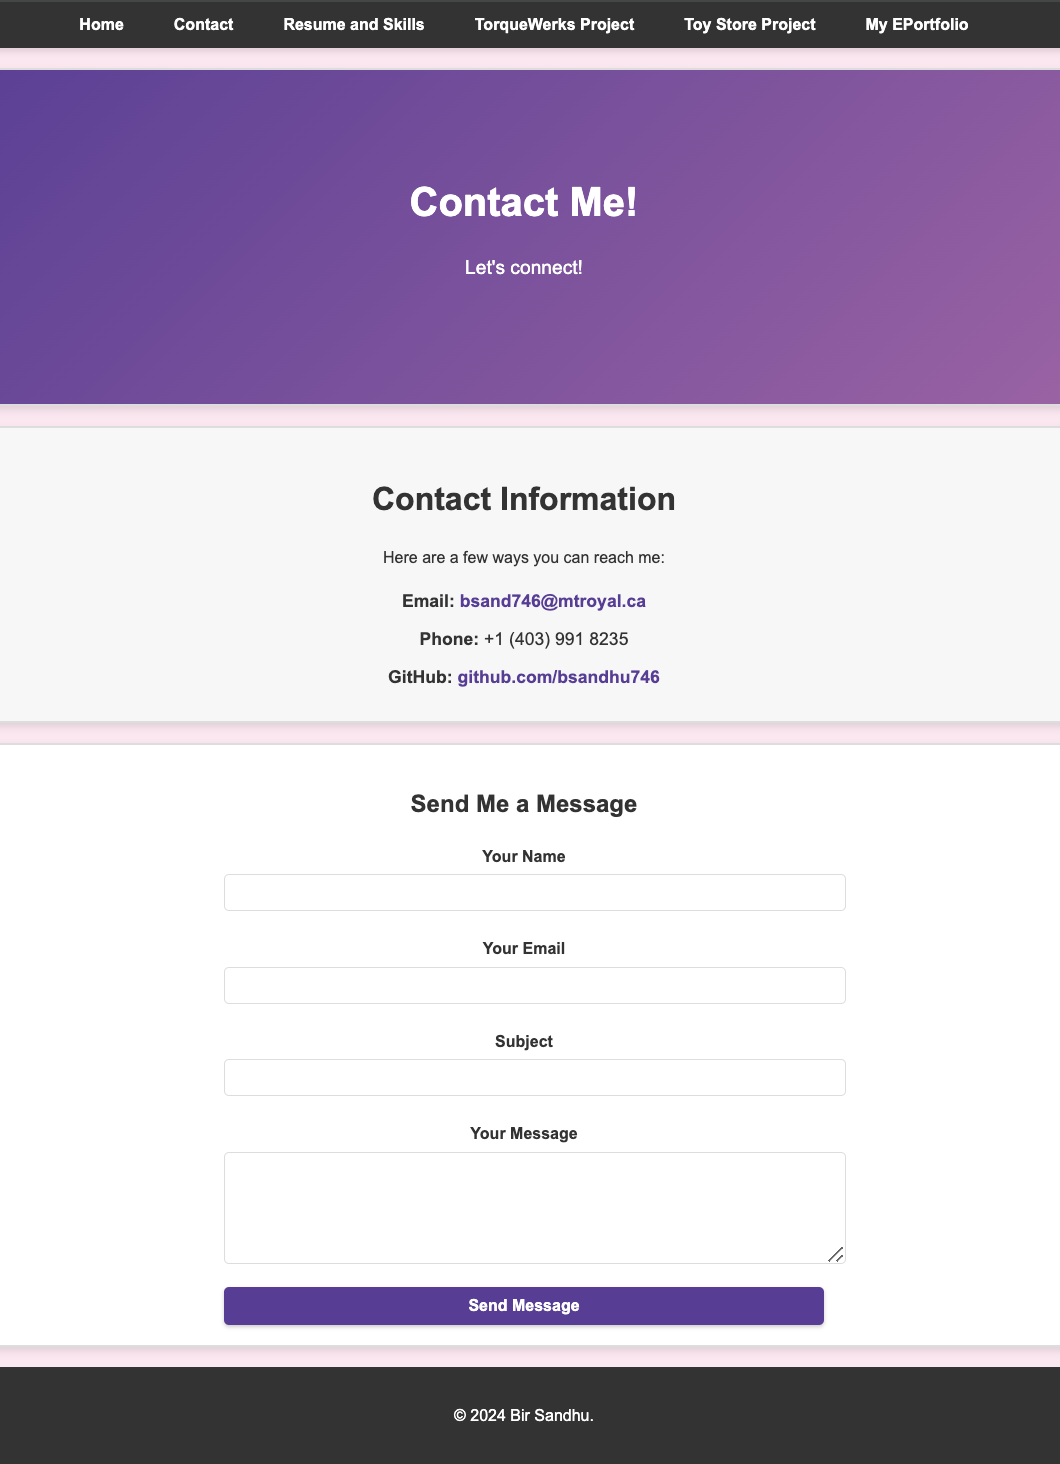 Home Contact Resume and Skills TorqueWerks Project Toy Store Project My EPortfolio
Contact Me!
Let's connect!
Contact Information
Here are a few ways you can reach me:
Email: bsand746@mtroyal.ca
Phone: +1 (403) 991 8235
GitHub: github.com/bsandhu746
Send Me a Message
Your Name
Your Email
Subject
Your Message
Send Message
© 2024 Bir Sandhu.